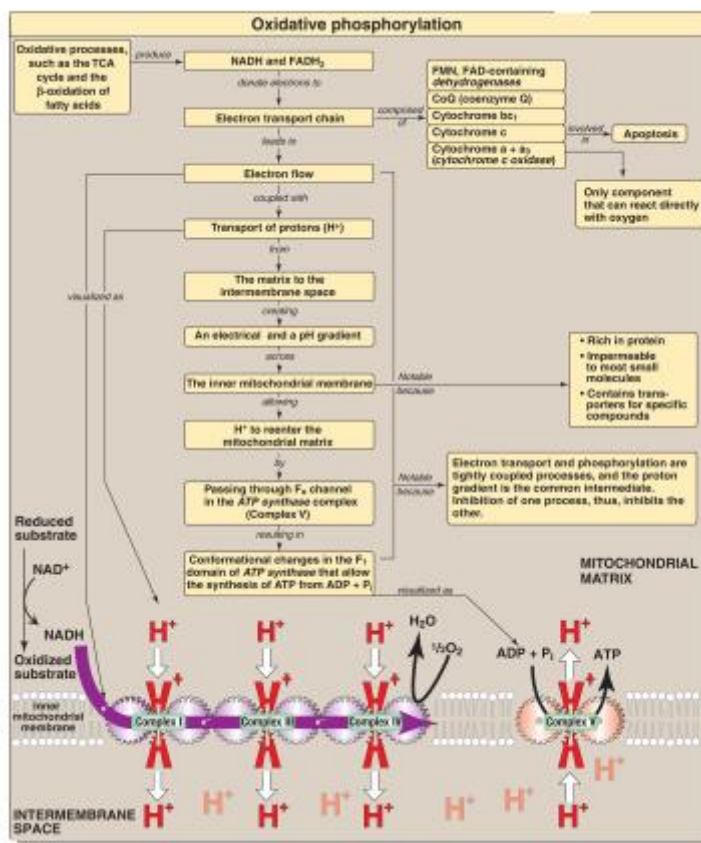 Oxidative phosphorylation
Oxidative processes,
such as the TCA
cycle and the
β-oxidation of
fatty acids
produce
NADH and FADH₂
donate electrons to
Electron transport chain
comprised
of
FMN, FAD-containing
dehydrogenases
CoQ (coenzyme Q)
Cytochrome bc₁
Cytochrome c
Cytochrome a + a₃
(cytochrome c oxidase)
involved
in
Apoptosis
Only component
that can react directly
with oxygen
leads to
Electron flow
coupled with
Transport of protons (H⁺)
from
The matrix to the
intermembrane space
creating
An electrical and a pH gradient
across
The inner mitochondrial membrane
Notable
because
• Rich in protein
• Impermeable
to most small
molecules
• Contains trans-
porters for specific
compounds
allowing
H⁺ to reenter the
mitochondrial matrix
by
Passing through Fₒ channel
in the ATP synthase complex
(Complex V)
Notable
because
Electron transport and phosphorylation are
tightly coupled processes, and the proton
gradient is the common intermediate.
Inhibition of one process, thus, inhibits the
other.
resulting in
Conformational changes in the F₁
domain of ATP synthase that allow
the synthesis of ATP from ADP + Pᵢ
visualized as
visualized as
MITOCHONDRIAL
MATRIX
Reduced
substrate
NAD⁺
NADH
Oxidized
substrate
H⁺ H⁺ H⁺
H₂O
½O₂
ADP + Pᵢ
H⁺
ATP
Inner
mitochondrial
membrane
Complex I
Complex III
Complex IV
Complex V
+ + + +
H⁺
H⁺ H⁺ H⁺ H⁺ H⁺ H⁺ H⁺ H⁺
INTERMEMBRANE
SPACE